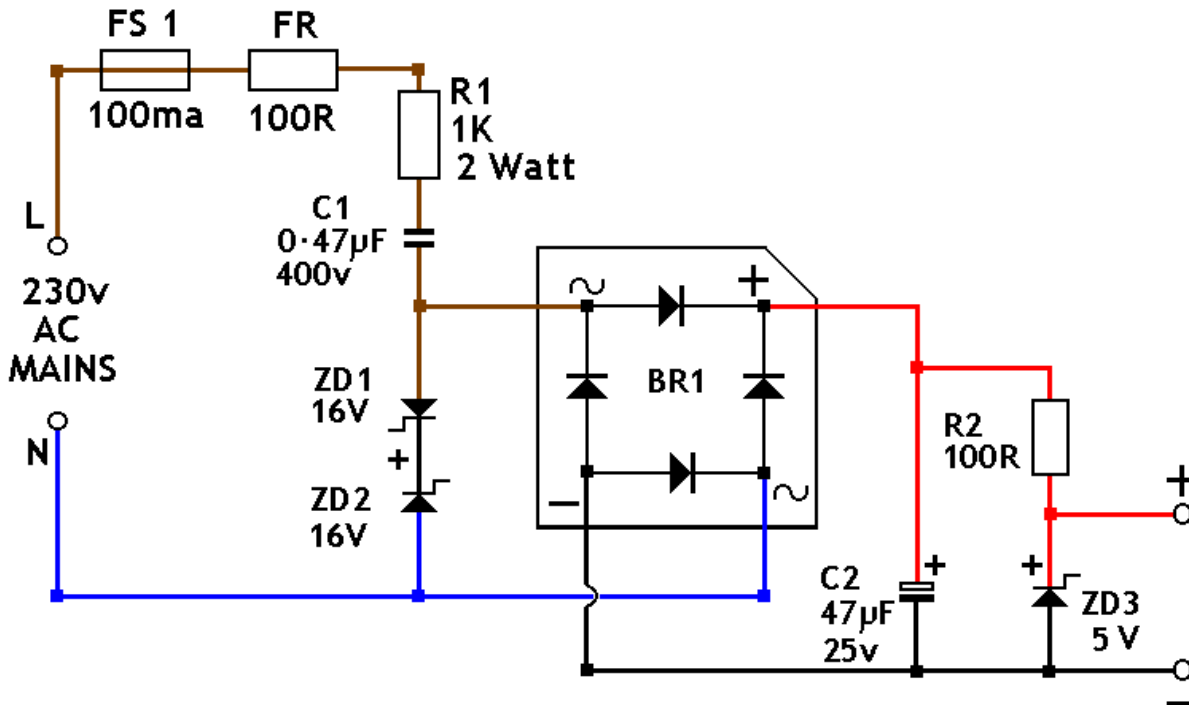 FS 1
100ma
FR
100R
R1
1K
2 Watt
C1
0·47µF
400v
L
230v
AC
MAINS
N
ZD1
16V
+
ZD2
16V
~
+
BR1
−
~
R2
100R
+
C2
47µF
25v
+
+
ZD3
5 V
−